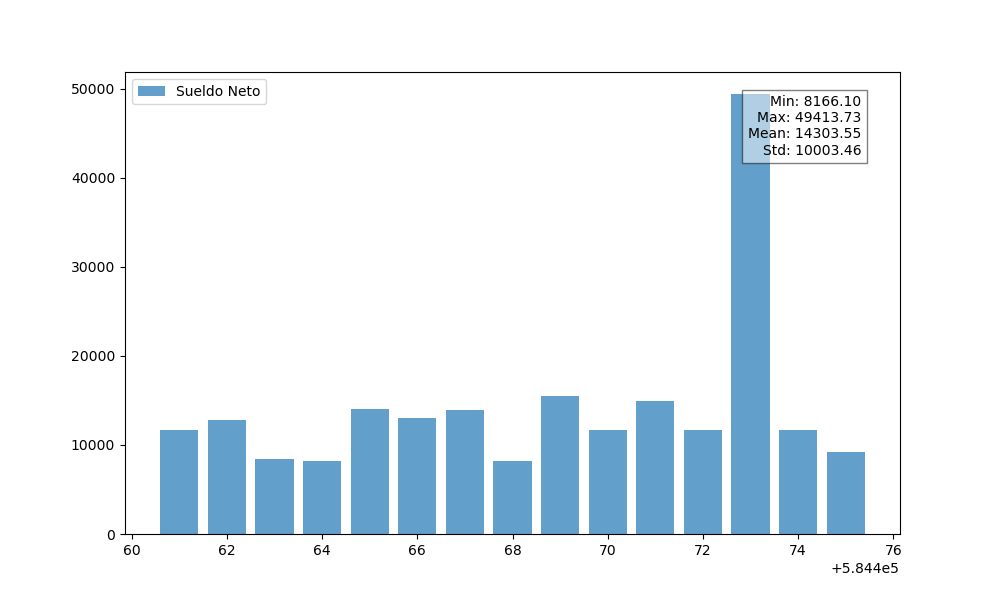 Sueldo Neto
Min: 8166.10
Max: 49413.73
Mean: 14303.55
Std: 10003.46
50000
40000
30000
20000
10000
0
60 62 64 66 68 70 72 74 76
+5.844e5